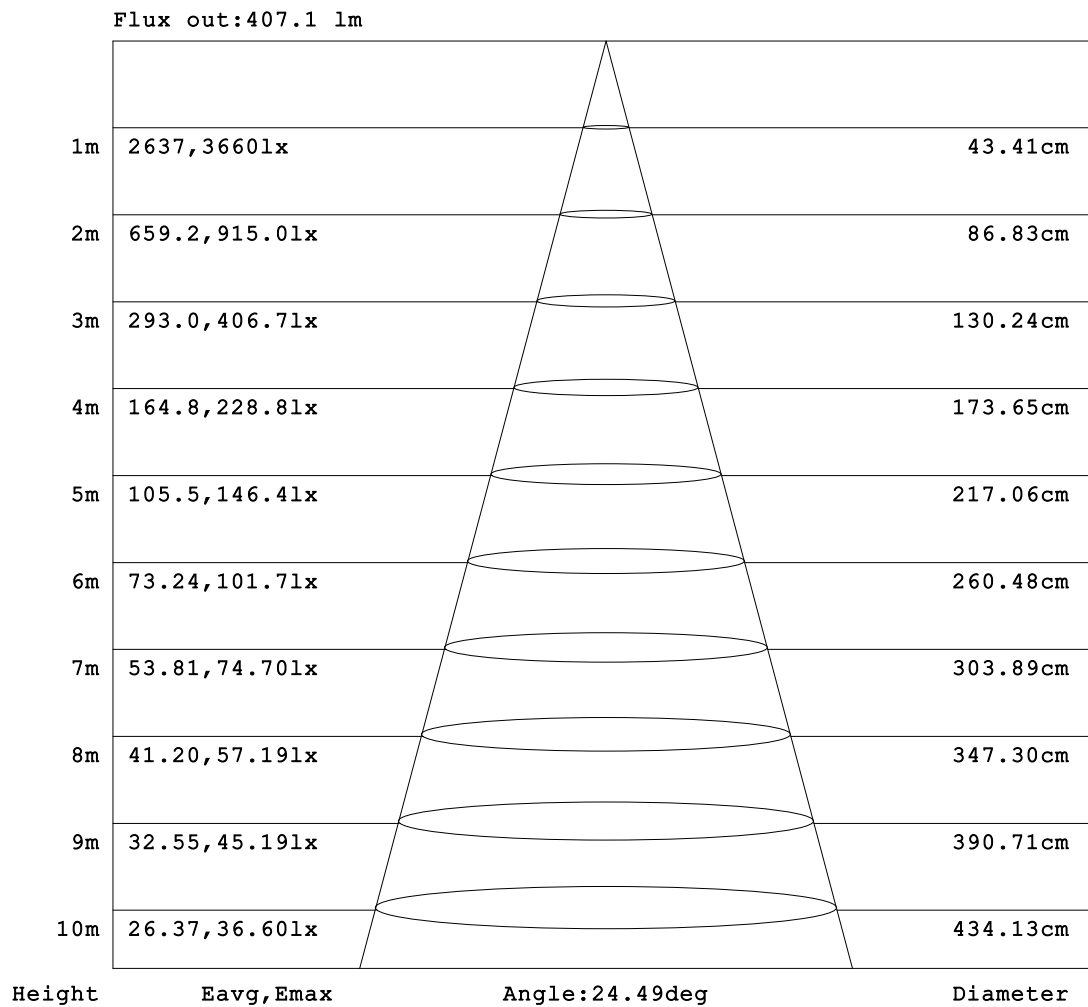 Flux out:407.1 lm
1m 2637,3660lx 43.41cm
2m 659.2,915.0lx 86.83cm
3m 293.0,406.7lx 130.24cm
4m 164.8,228.8lx 173.65cm
5m 105.5,146.4lx 217.06cm
6m 73.24,101.7lx 260.48cm
7m 53.81,74.70lx 303.89cm
8m 41.20,57.19lx 347.30cm
9m 32.55,45.19lx 390.71cm
10m 26.37,36.60lx 434.13cm
Height Eavg,Emax Angle:24.49deg Diameter